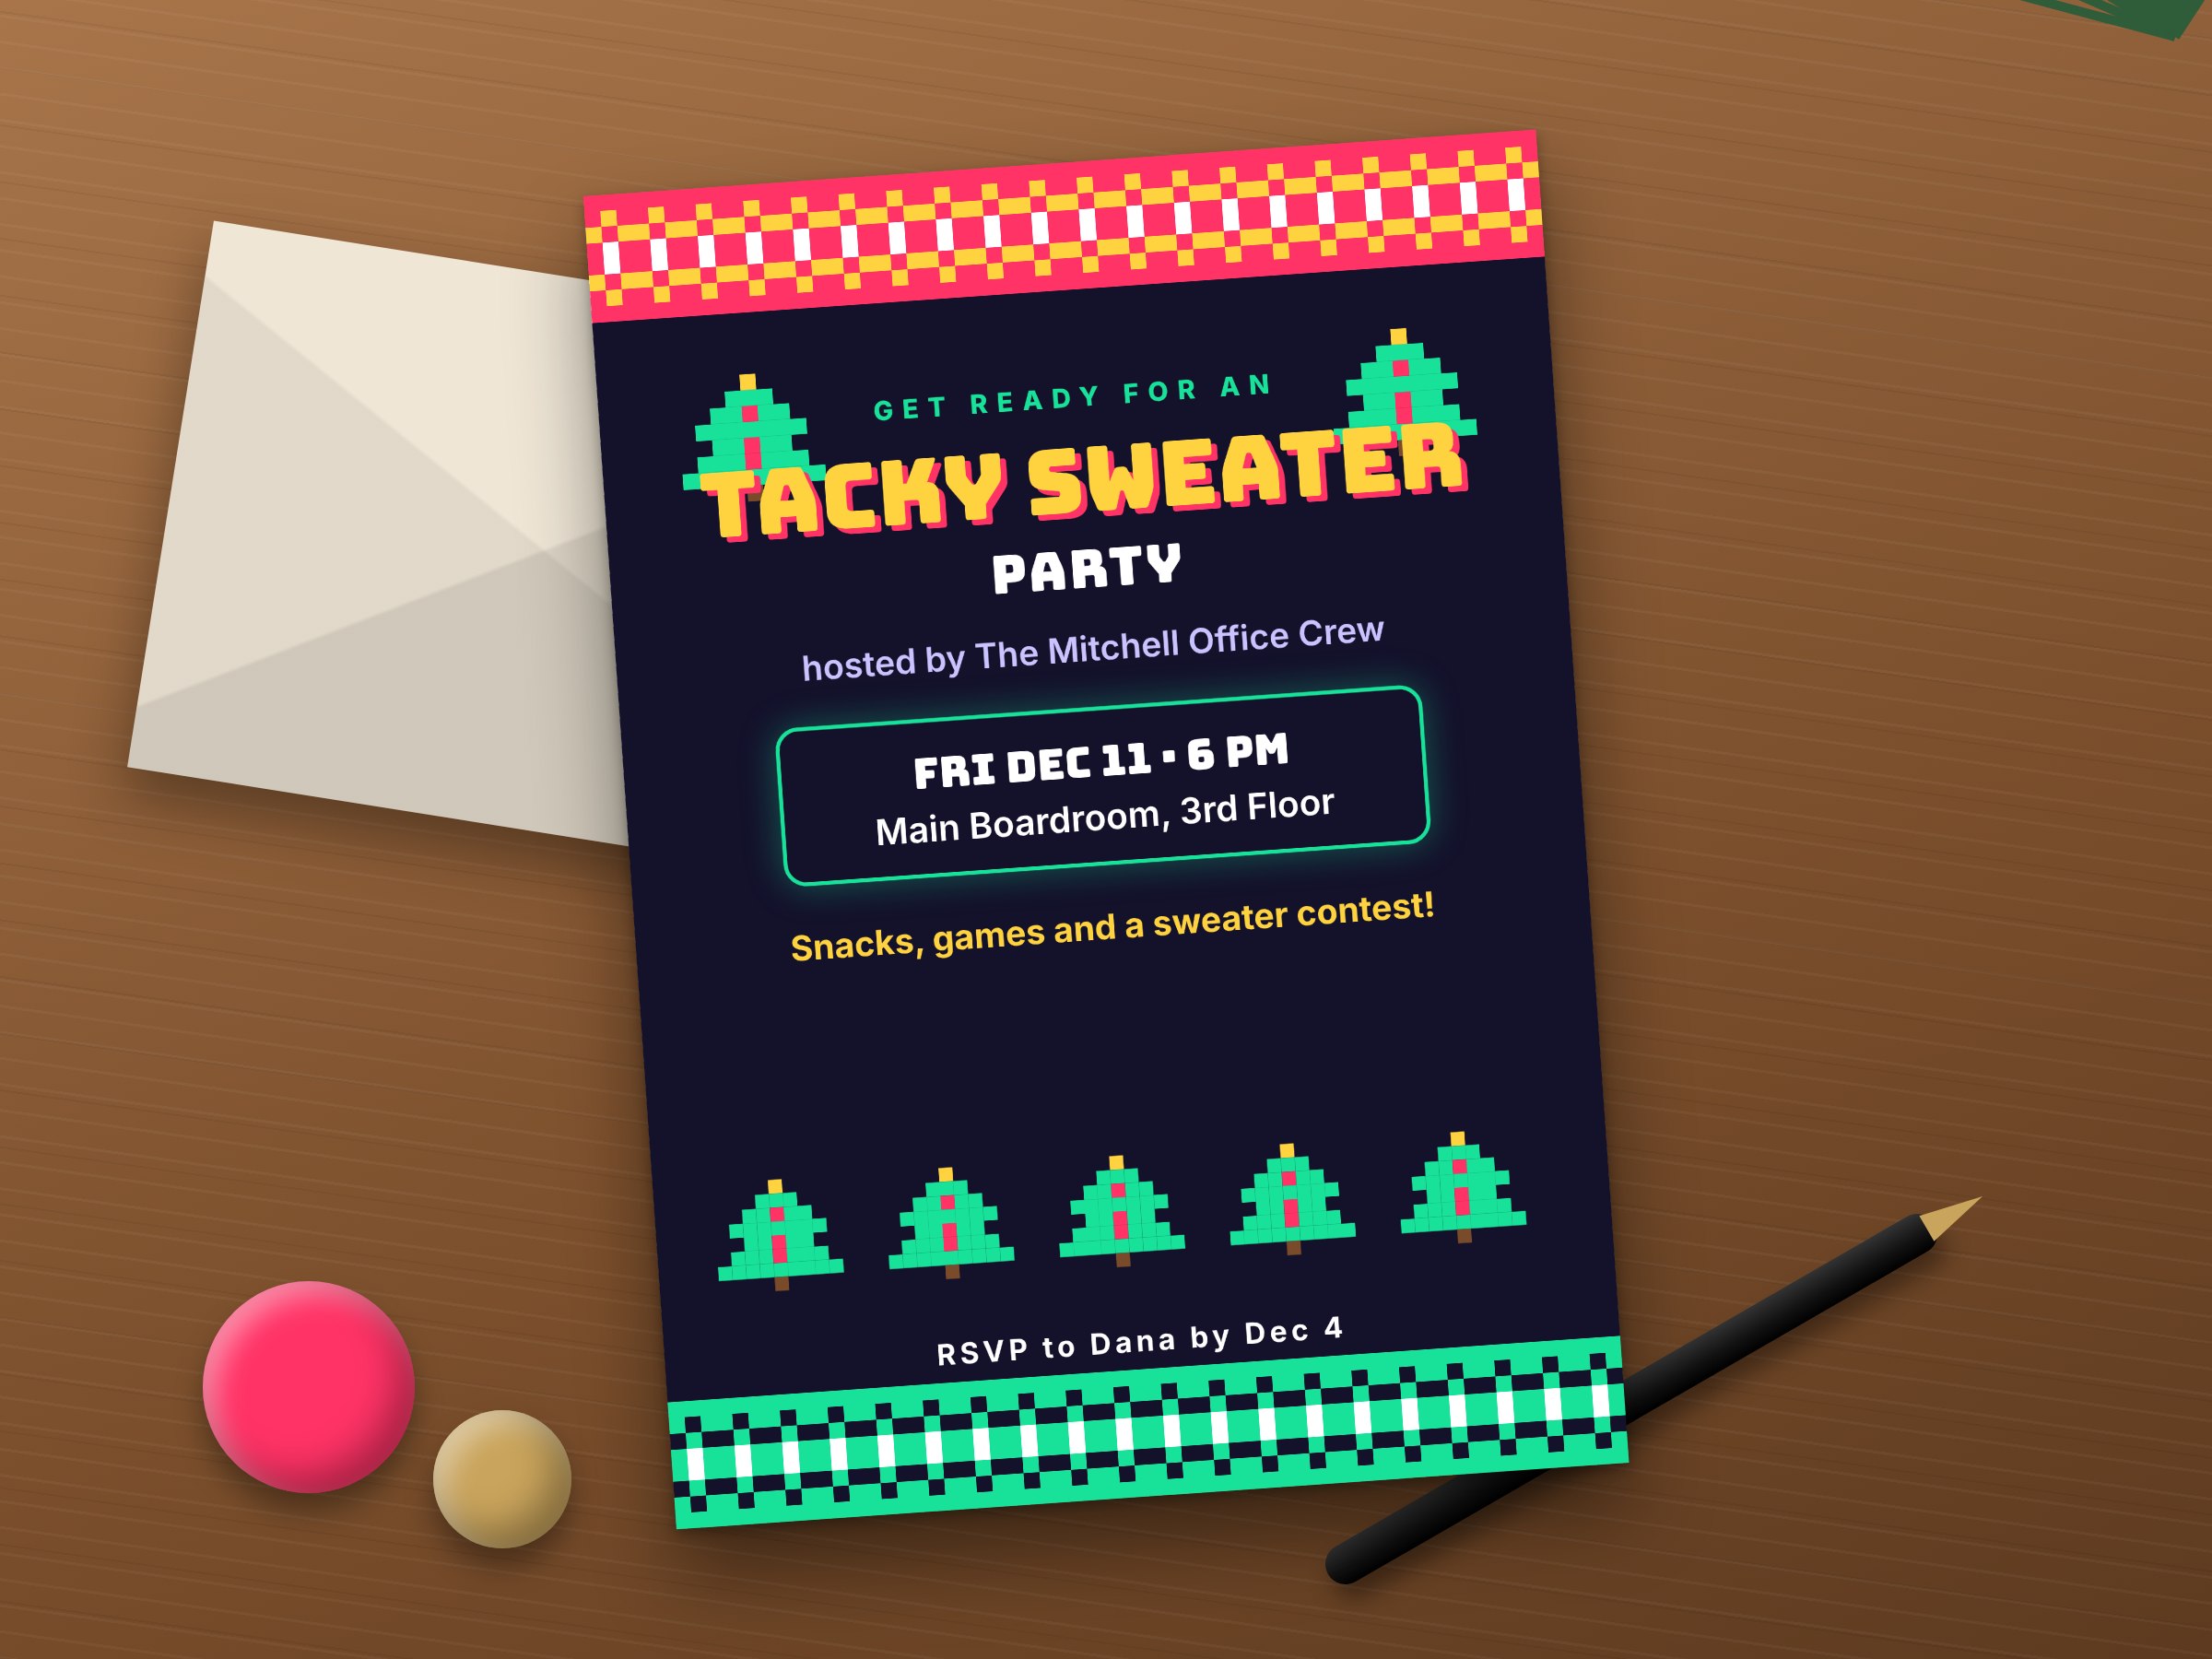 GET READY FOR AN
TACKY SWEATER
PARTY
hosted by The Mitchell Office Crew
FRI DEC 11 · 6 PM
Main Boardroom, 3rd Floor
Snacks, games and a sweater contest!
RSVP to Dana by Dec 4